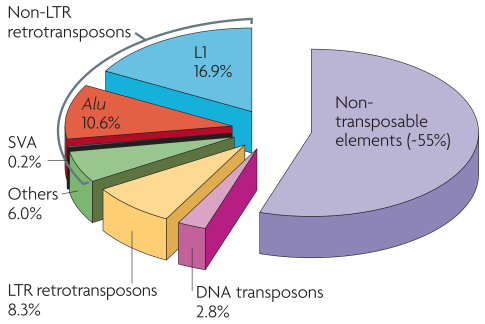 Non-LTR
retrotransposons
L1
16.9%
Non-
transposable
elements (~55%)
Alu
10.6%
SVA
0.2%
Others
6.0%
LTR retrotransposons
8.3%
DNA transposons
2.8%